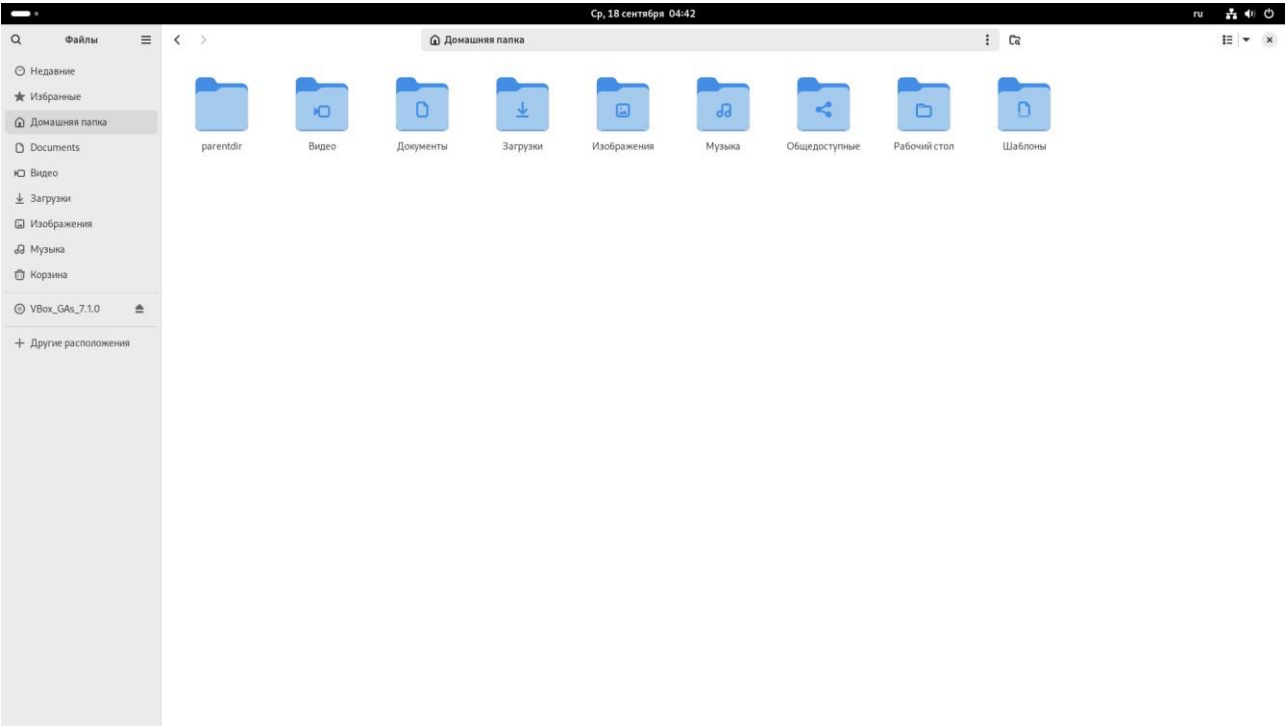 Ср, 18 сентября 04:42
ru
Файлы
Домашняя папка
Недавние
Избранные
Домашняя папка
Documents
Видео
Загрузки
Изображения
Музыка
Корзина
VBox_GAs_7.1.0
Другие расположения
parentdir
Видео
Документы
Загрузки
Изображения
Музыка
Общедоступные
Рабочий стол
Шаблоны